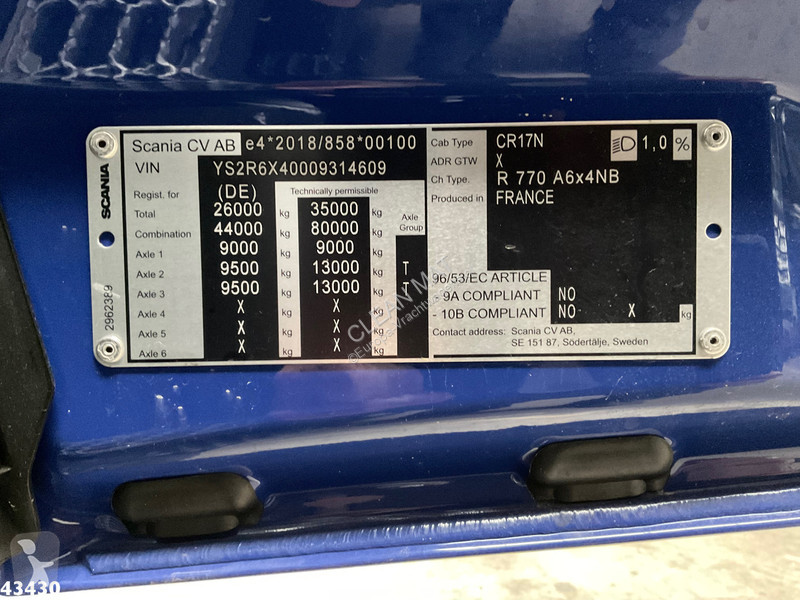 Scania CV AB e4*2018/858*00100
VIN YS2R6X40009314609
Regist. for (DE) Technically permissible
Total 26000 kg 35000 kg Axle Group
Combination 44000 kg 80000 kg
Axle 1 9000 kg 9000 kg
Axle 2 9500 kg 13000 kg T
Axle 3 9500 kg 13000 kg
Axle 4 X kg X kg
Axle 5 X kg X kg
Axle 6 X kg X kg
SCANIA
2962389
Cab Type CR17N 1,0 %
ADR GTW X
Ch. Type. R 770 A6x4NB
Produced in FRANCE
96/53/EC ARTICLE
- 9A COMPLIANT NO
- 10B COMPLIANT NO X kg
Contact address: Scania CV AB,
SE 151 87, Södertälje, Sweden
43430